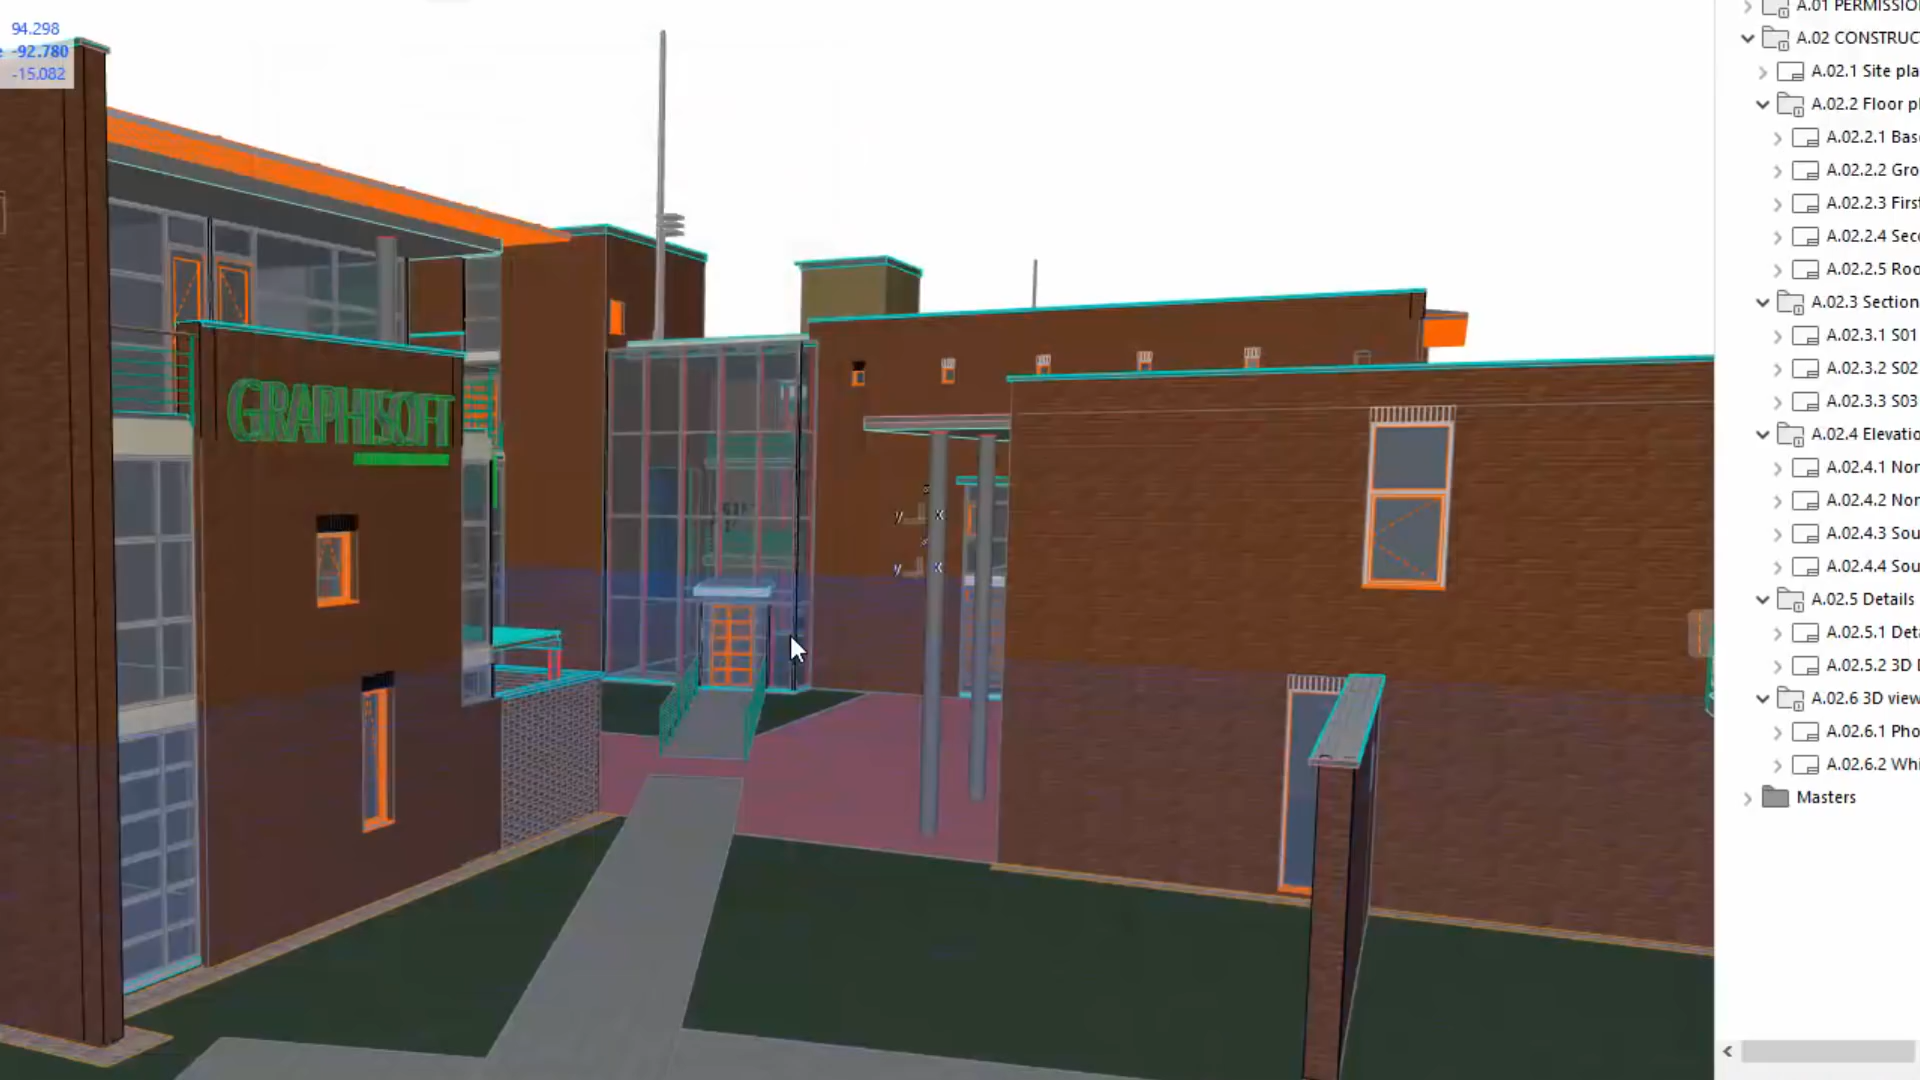 94.298
-92.780
-15.082
GRAPHISOFT
A.01 PERMISSIO
A.02 CONSTRUC
A.02.1 Site pla
A.02.2 Floor pl
A.02.2.1 Base
A.02.2.2 Gro
A.02.2.3 First
A.02.2.4 Seco
A.02.2.5 Roo
A.02.3 Section
A.02.3.1 S01
A.02.3.2 S02
A.02.3.3 S03
A.02.4 Elevatio
A.02.4.1 Nor
A.02.4.2 Nor
A.02.4.3 Sou
A.02.4.4 Sou
A.02.5 Details
A.02.5.1 Deta
A.02.5.2 3D D
A.02.6 3D view
A.02.6.1 Pho
A.02.6.2 Whi
Masters